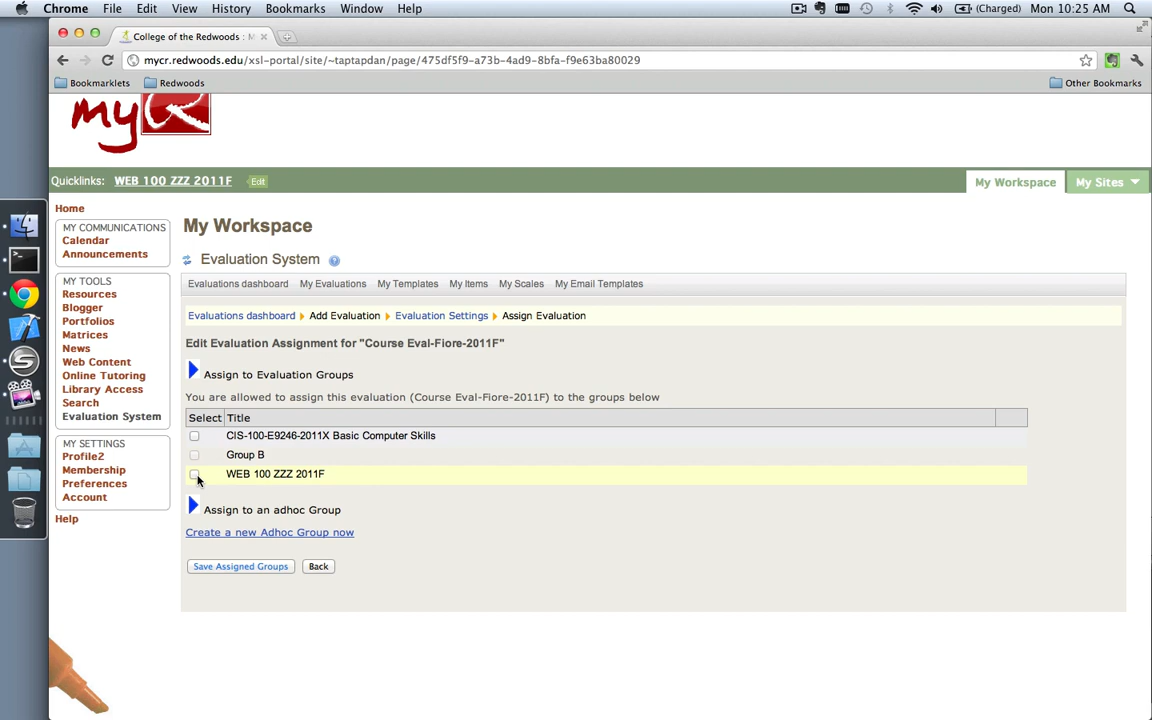 Chrome File Edit View History Bookmarks Window Help (Charged) Mon 10:25 AM
College of the Redwoods : M
mycr.redwoods.edu/xsl-portal/site/~taptapdan/page/475df5f9-a73b-4ad9-8bfa-f9e63ba80029
Bookmarklets Redwoods Other Bookmarks
myCR
Quicklinks: WEB 100 ZZZ 2011F Edit My Workspace My Sites
Home
MY COMMUNICATIONS
Calendar
Announcements
MY TOOLS
Resources
Blogger
Portfolios
Matrices
News
Web Content
Online Tutoring
Library Access
Search
Evaluation System
MY SETTINGS
Profile2
Membership
Preferences
Account
Help
My Workspace
Evaluation System
Evaluations dashboard My Evaluations My Templates My Items My Scales My Email Templates
Evaluations dashboard Add Evaluation Evaluation Settings Assign Evaluation
Edit Evaluation Assignment for "Course Eval-Fiore-2011F"
Assign to Evaluation Groups
You are allowed to assign this evaluation (Course Eval-Fiore-2011F) to the groups below
Select Title
CIS-100-E9246-2011X Basic Computer Skills
Group B
WEB 100 ZZZ 2011F
Assign to an adhoc Group
Create a new Adhoc Group now
Save Assigned Groups Back